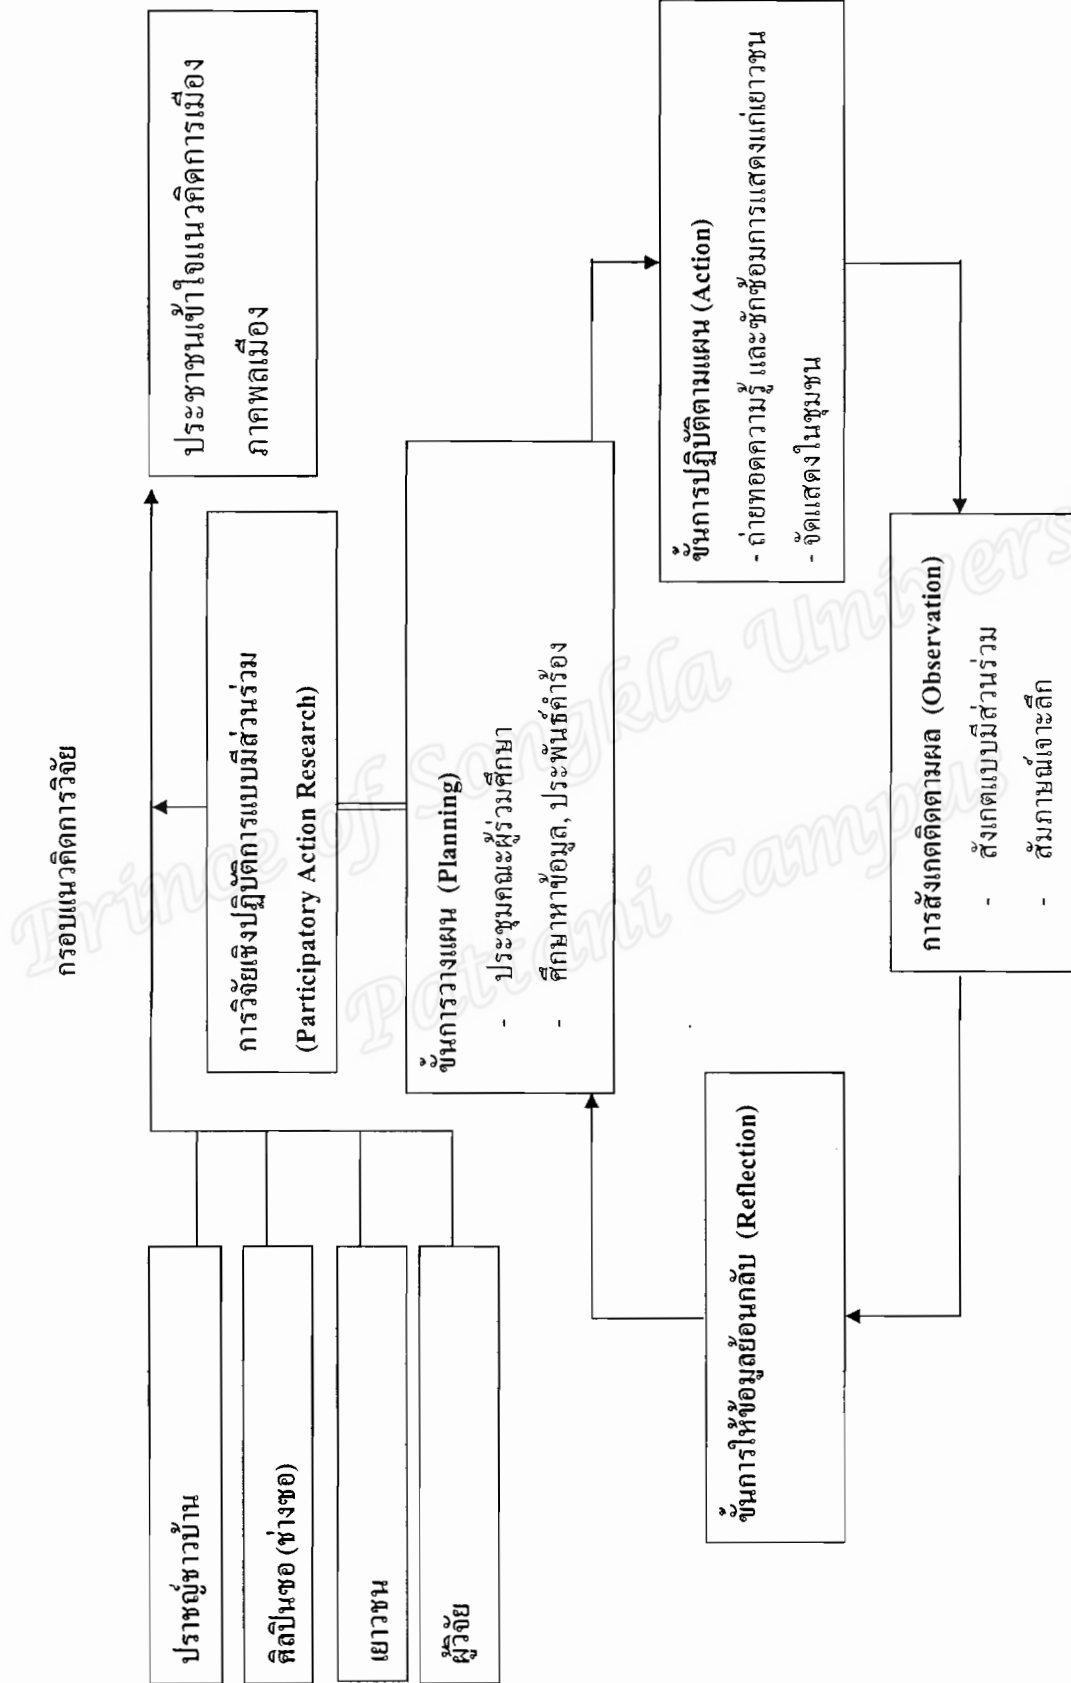 กรอบแนวคิดการวิจัย
ปราชญ์ชาวบ้าน
ศิลปินซอ (ช่างซอ)
เยาวชน
ผู้วิจัย
การวิจัยเชิงปฏิบัติการแบบมีส่วนร่วม
(Participatory Action Research)
ประชาชนเข้าใจแนวคิดการเมือง
ภาคพลเมือง
ขั้นการวางแผน (Planning)
- ประชุมคณะผู้ร่วมศึกษา
- ศึกษาหาข้อมูล, ประพันธ์คำร้อง
ขั้นการปฏิบัติตามแผน (Action)
- ถ่ายทอดความรู้ และซักซ้อมการแสดงแก่เยาวชน
- จัดแสดงในชุมชน
การสังเกตติดตามผล (Observation)
- สังเกตแบบมีส่วนร่วม
- สัมภาษณ์เจาะลึก
ขั้นการให้ข้อมูลย้อนกลับ (Reflection)
Prince of Songkla Univers
Pattani Campus